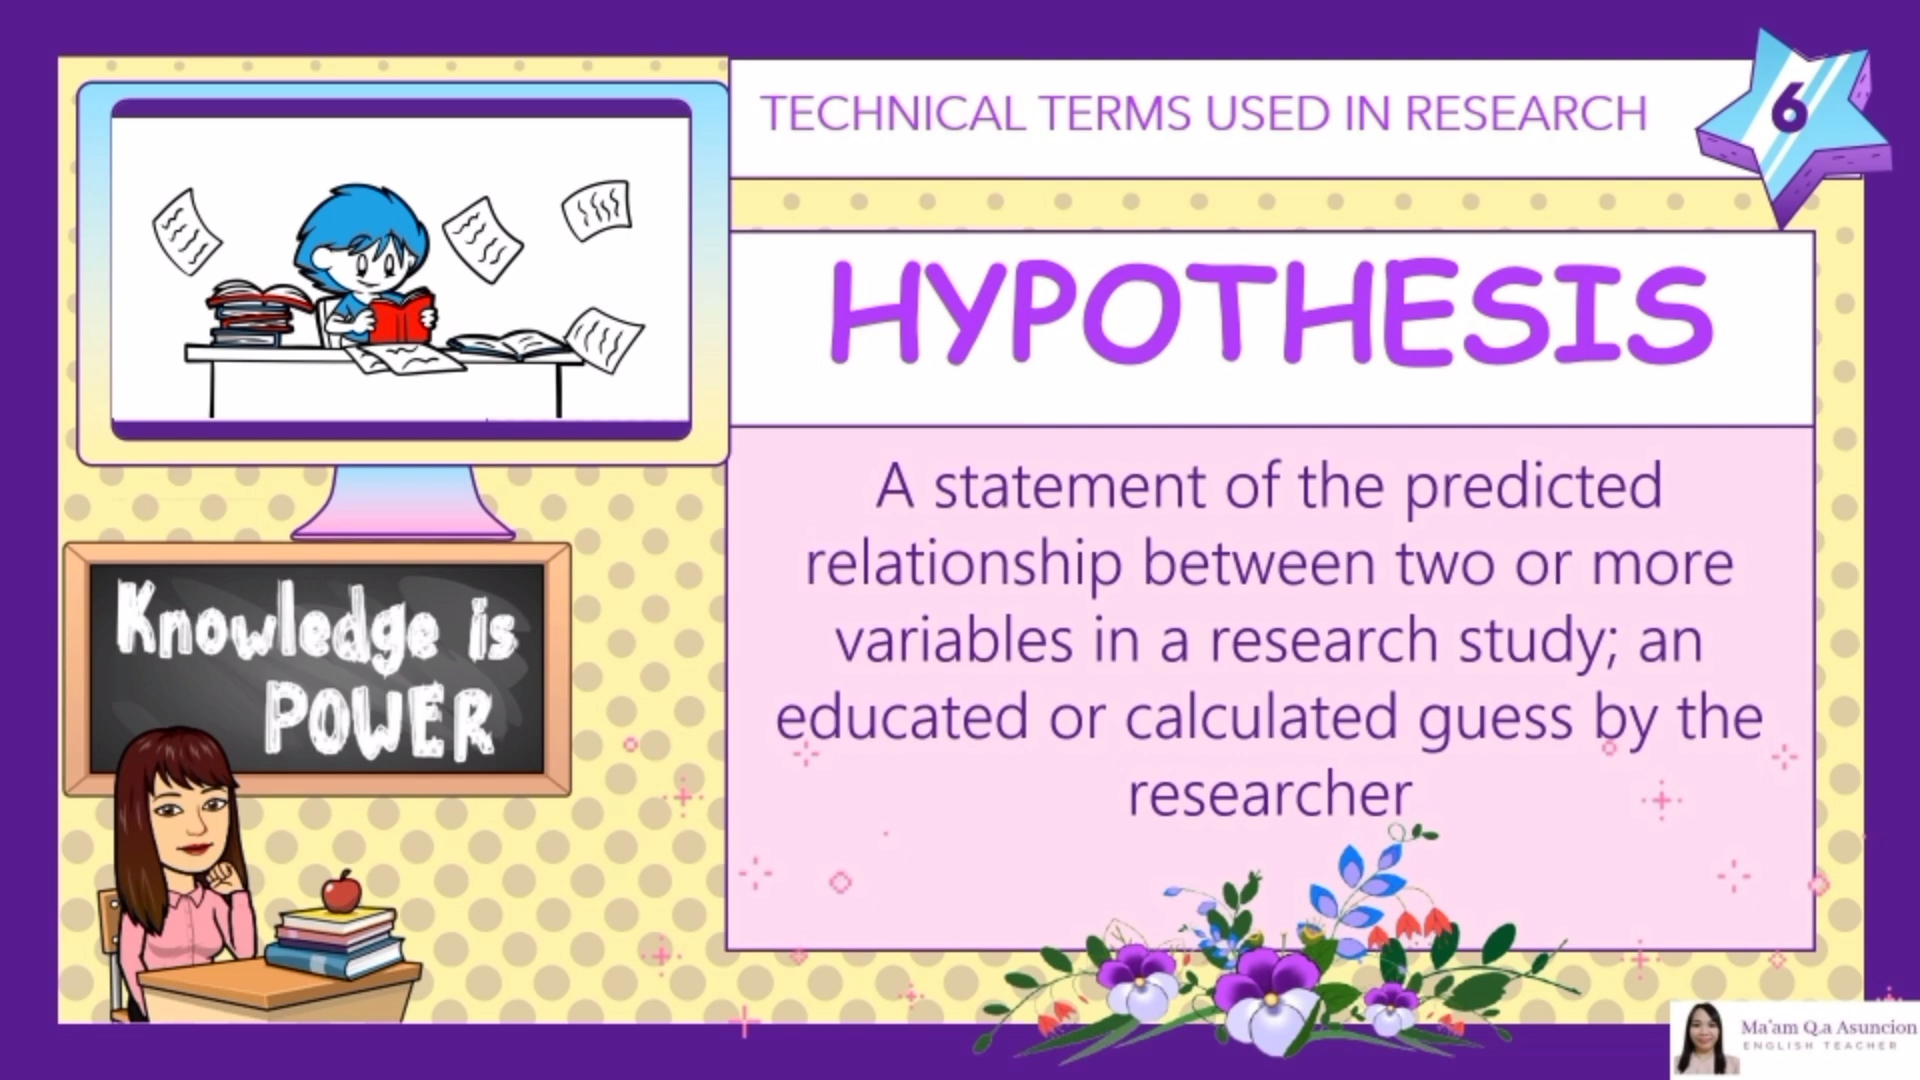 TECHNICAL TERMS USED IN RESEARCH
6
HYPOTHESIS
A statement of the predicted
relationship between two or more
variables in a research study; an
educated or calculated guess by the
researcher
Knowledge is
POWER
Ma'am Q.a Asuncion
ENGLISH TEACHER